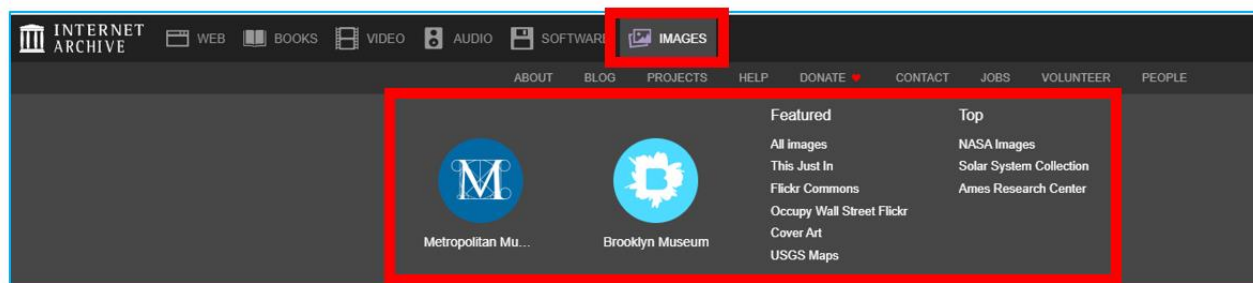 INTERNET
ARCHIVE
WEB BOOKS VIDEO AUDIO SOFTWARE IMAGES
ABOUT BLOG PROJECTS HELP DONATE ♥ CONTACT JOBS VOLUNTEER PEOPLE
M
Metropolitan Mu...
B
Brooklyn Museum
Featured
All images
This Just In
Flickr Commons
Occupy Wall Street Flickr
Cover Art
USGS Maps
Top
NASA Images
Solar System Collection
Ames Research Center